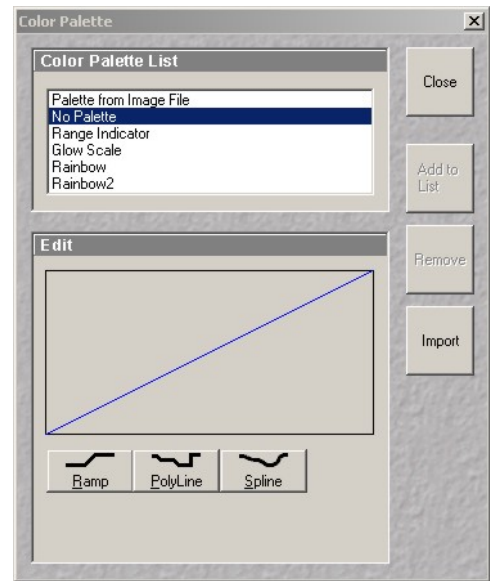 Color Palette
Color Palette List
Close
Palette from Image File
No Palette
Range Indicator
Glow Scale
Rainbow
Rainbow2
Add to
List
Edit
Remove
Import
Ramp
PolyLine
Spline